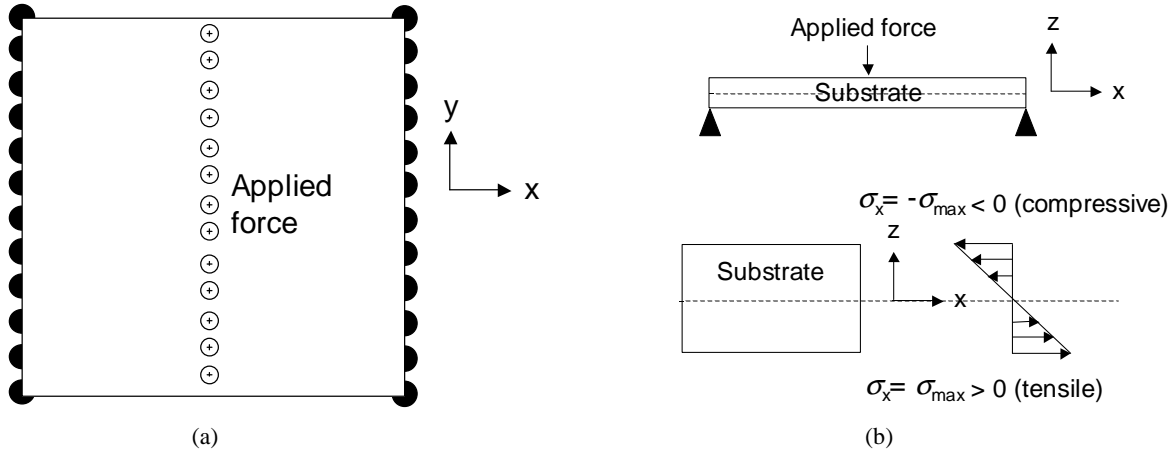 y
x
Applied
force
(a)
Applied force
z
x
Substrate
σx= -σmax < 0 (compressive)
z
Substrate
x
σx= σmax > 0 (tensile)
(b)